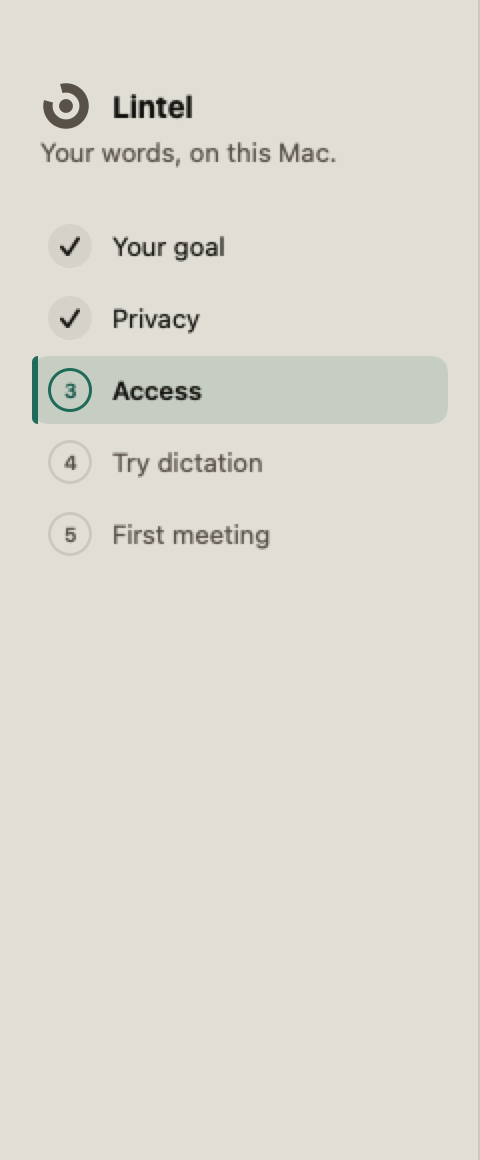 Lintel
Your words, on this Mac.
Your goal
Privacy
3 Access
4 Try dictation
5 First meeting